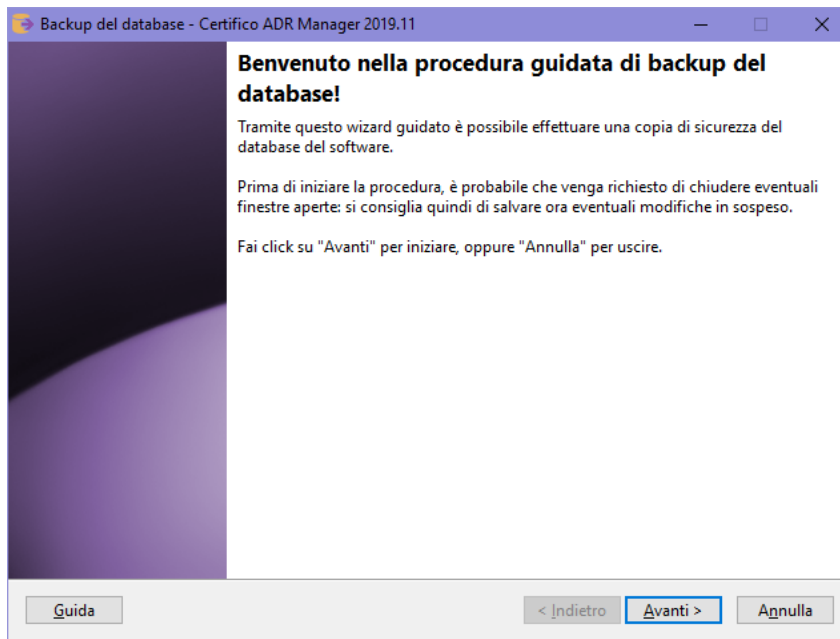 Backup del database - Certifico ADR Manager 2019.11
Benvenuto nella procedura guidata di backup del
database!
Tramite questo wizard guidato è possibile effettuare una copia di sicurezza del
database del software.
Prima di iniziare la procedura, è probabile che venga richiesto di chiudere eventuali
finestre aperte: si consiglia quindi di salvare ora eventuali modifiche in sospeso.
Fai click su "Avanti" per iniziare, oppure "Annulla" per uscire.
Guida
< Indietro
Avanti >
Annulla